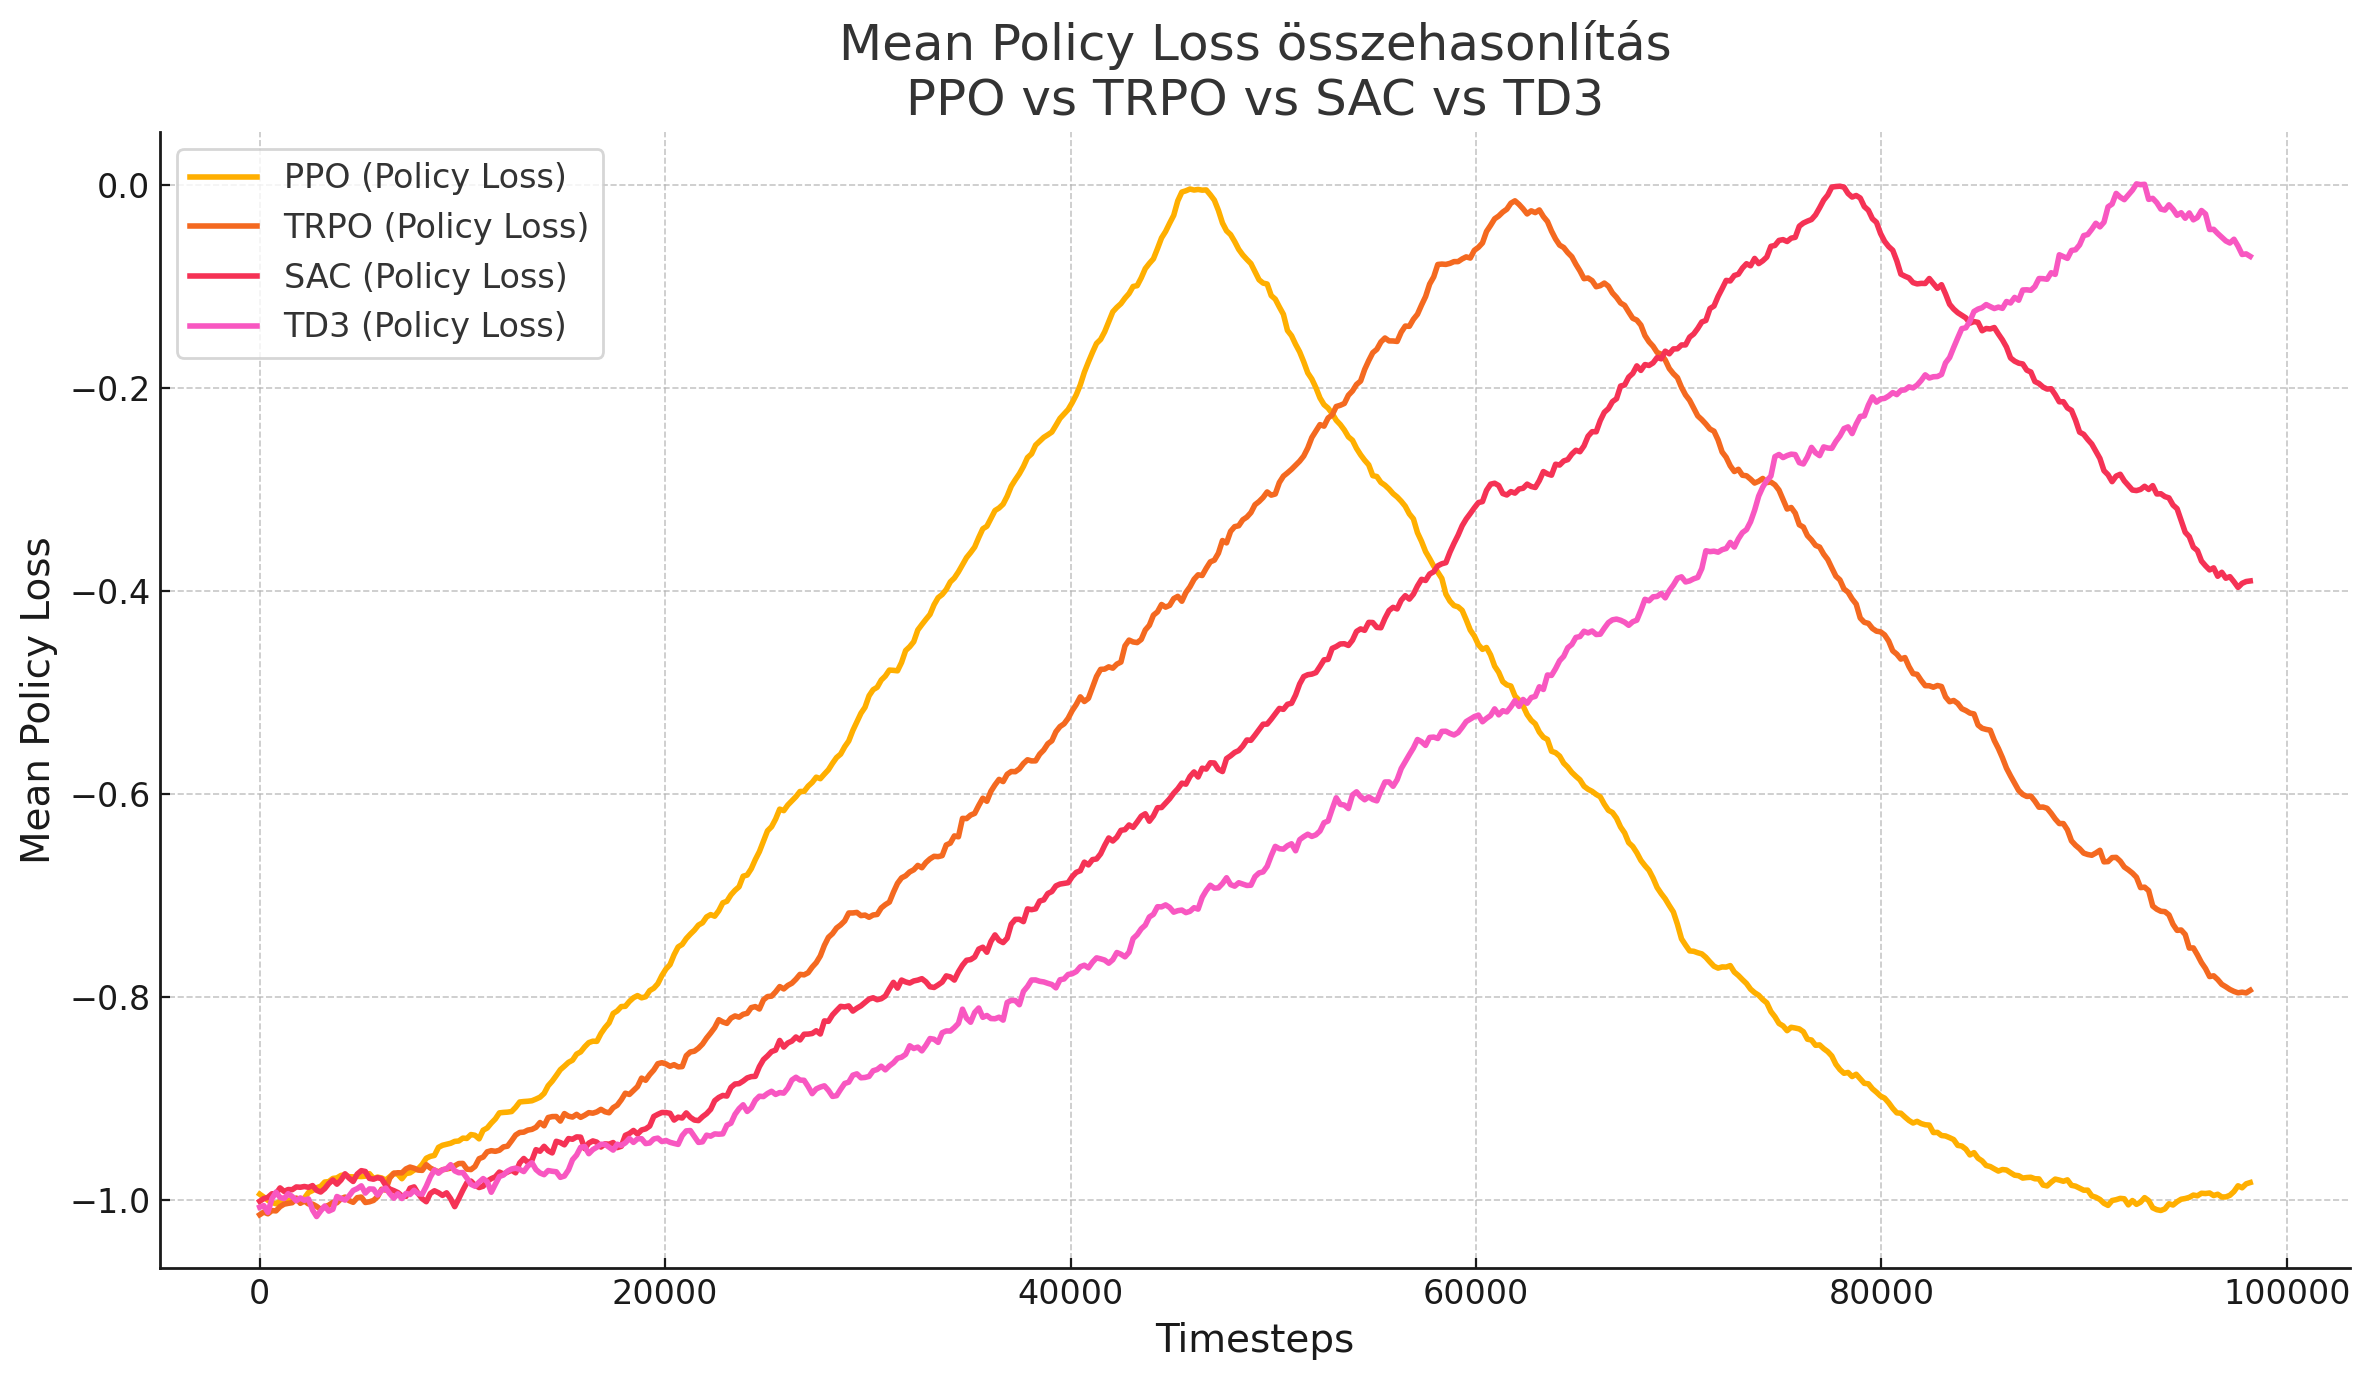 Mean Policy Loss összehasonlítás
PPO vs TRPO vs SAC vs TD3
PPO (Policy Loss)
TRPO (Policy Loss)
SAC (Policy Loss)
TD3 (Policy Loss)
Mean Policy Loss
0.0
−0.2
−0.4
−0.6
−0.8
−1.0
0
20000
40000
60000
80000
100000
Timesteps